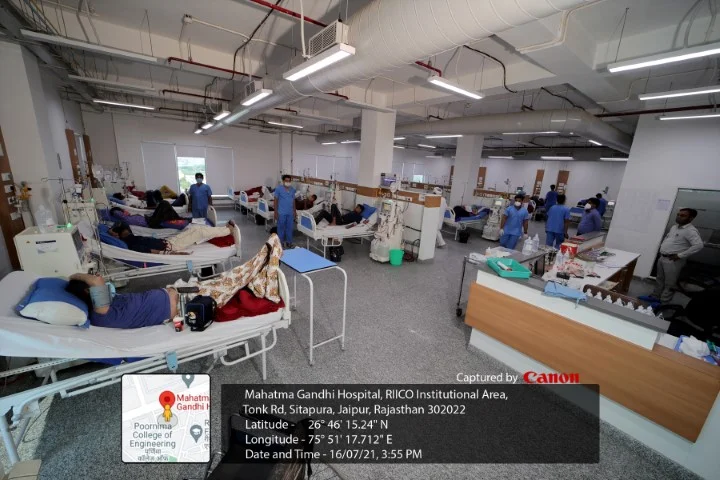 Captured by Canon
Mahatma Gandhi Hospital, RIICO Institutional Area,
Tonk Rd, Sitapura, Jaipur, Rajasthan 302022
Latitude - 26° 46' 15.24" N
Longitude - 75° 51' 17.712" E
Date and Time - 16/07/21, 3:55 PM
Mahatm
Gandhi H
Poornima
College of
Engineering
पूर्णिमा
कॉलेज ऑफ